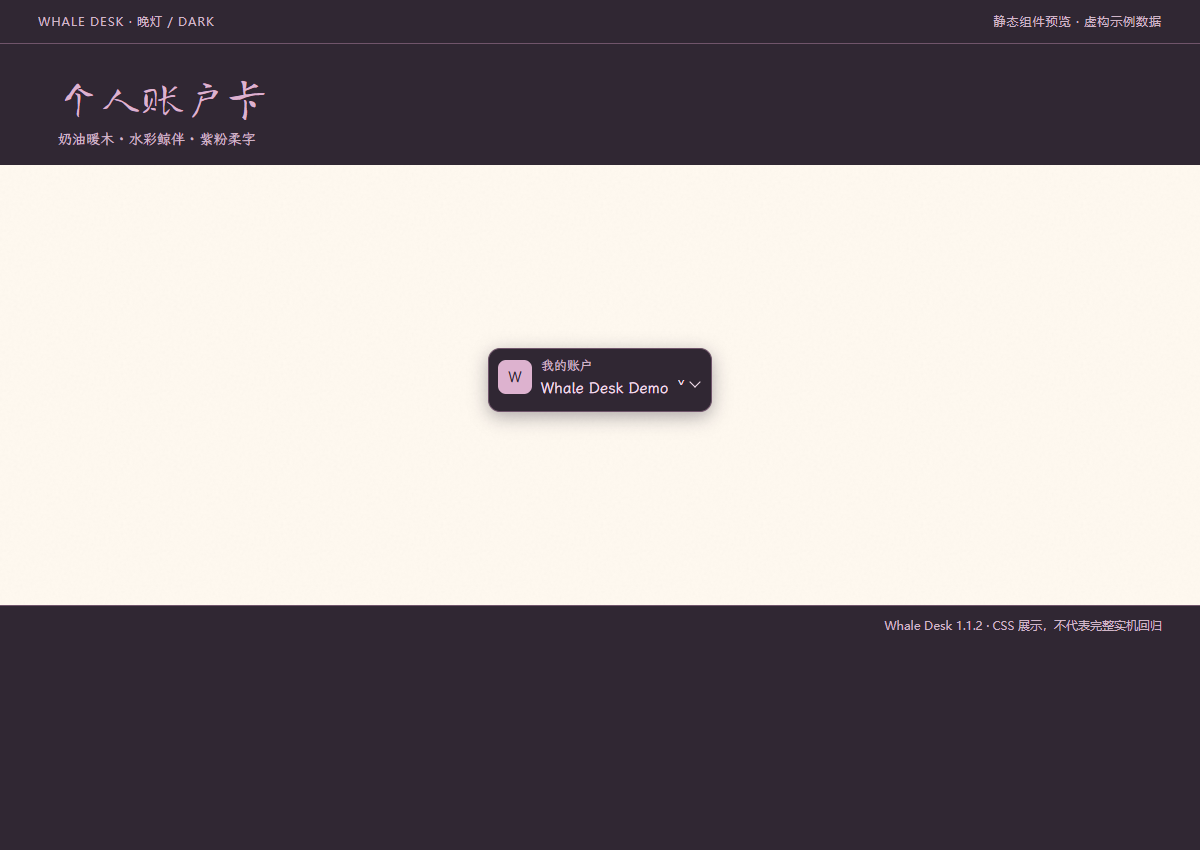 WHALE DESK · 晚灯 / DARK
静态组件预览 · 虚构示例数据
个人账户卡
奶油暖木 · 水彩鲸伴 · 紫粉柔字
W
我的账户
Whale Desk Demo ˅
Whale Desk 1.1.2 · CSS 展示，不代表完整实机回归